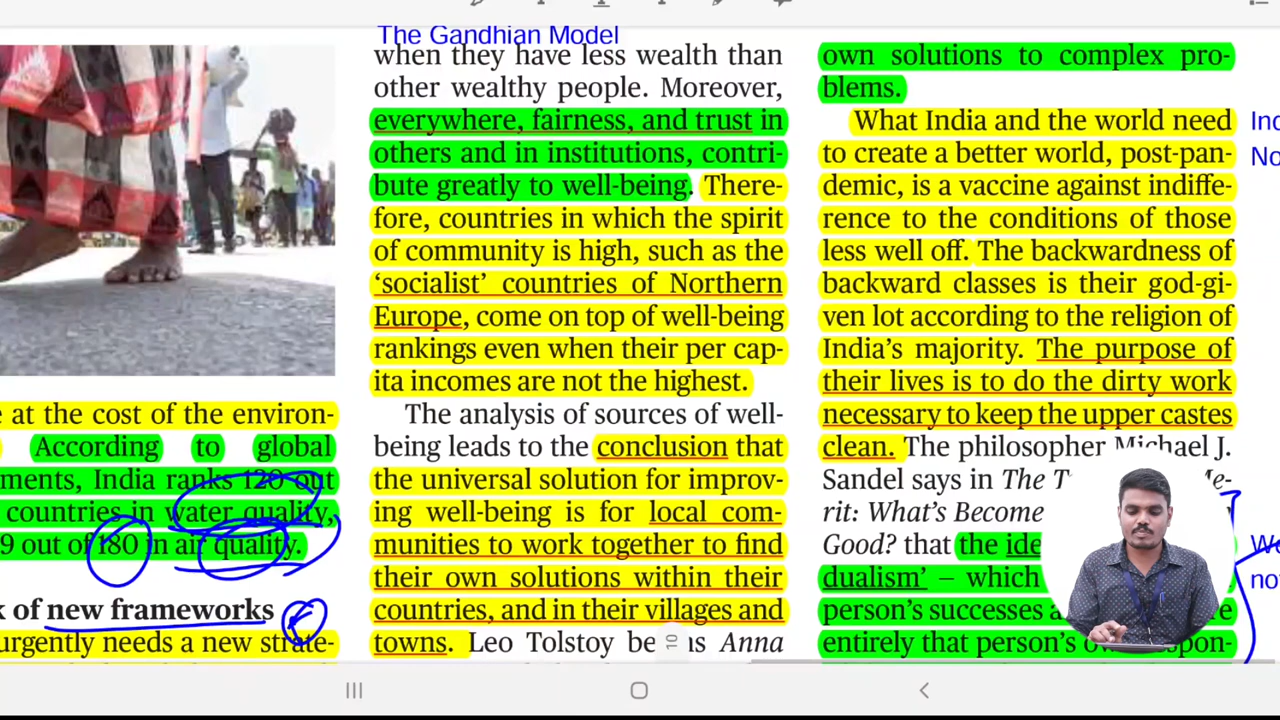 The Gandhian Model
e at the cost of the environ-
According to global
ments, India ranks 120 out
countries in water quality,
9 out of 180 in air quality.
k of new frameworks
urgently needs a new strate-
when they have less wealth than
other wealthy people. Moreover,
everywhere, fairness, and trust in
others and in institutions, contri-
bute greatly to well-being. There-
fore, countries in which the spirit
of community is high, such as the
‘socialist’ countries of Northern
Europe, come on top of well-being
rankings even when their per cap-
ita incomes are not the highest.
The analysis of sources of well-
being leads to the conclusion that
the universal solution for improv-
ing well-being is for local com-
munities to work together to find
their own solutions within their
countries, and in their villages and
towns. Leo Tolstoy be ns Anna
10
own solutions to complex pro-
blems.
What India and the world need
to create a better world, post-pan-
demic, is a vaccine against indiffe-
rence to the conditions of those
less well off. The backwardness of
backward classes is their god-gi-
ven lot according to the religion of
India’s majority. The purpose of
their lives is to do the dirty work
necessary to keep the upper castes
clean. The philosopher Michael J.
Sandel says in The T Me-
rit: What’s Become
Good? that the ide
dualism’ – which
person’s successes a re
entirely that person’s o spon-
Inc
No
We
no